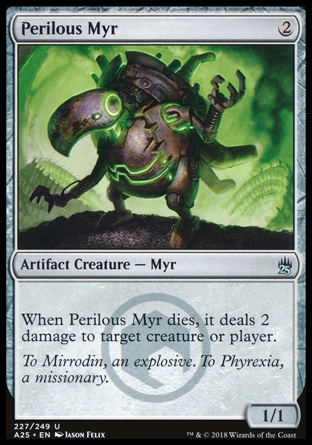 Perilous Myr 2
Artifact Creature — Myr 25
When Perilous Myr dies, it deals 2
damage to target creature or player.
To Mirrodin, an explosive. To Phyrexia,
a missionary.
1/1
227/249 U
A25 • EN Jason Felix
™ & © 2018 Wizards of the Coast